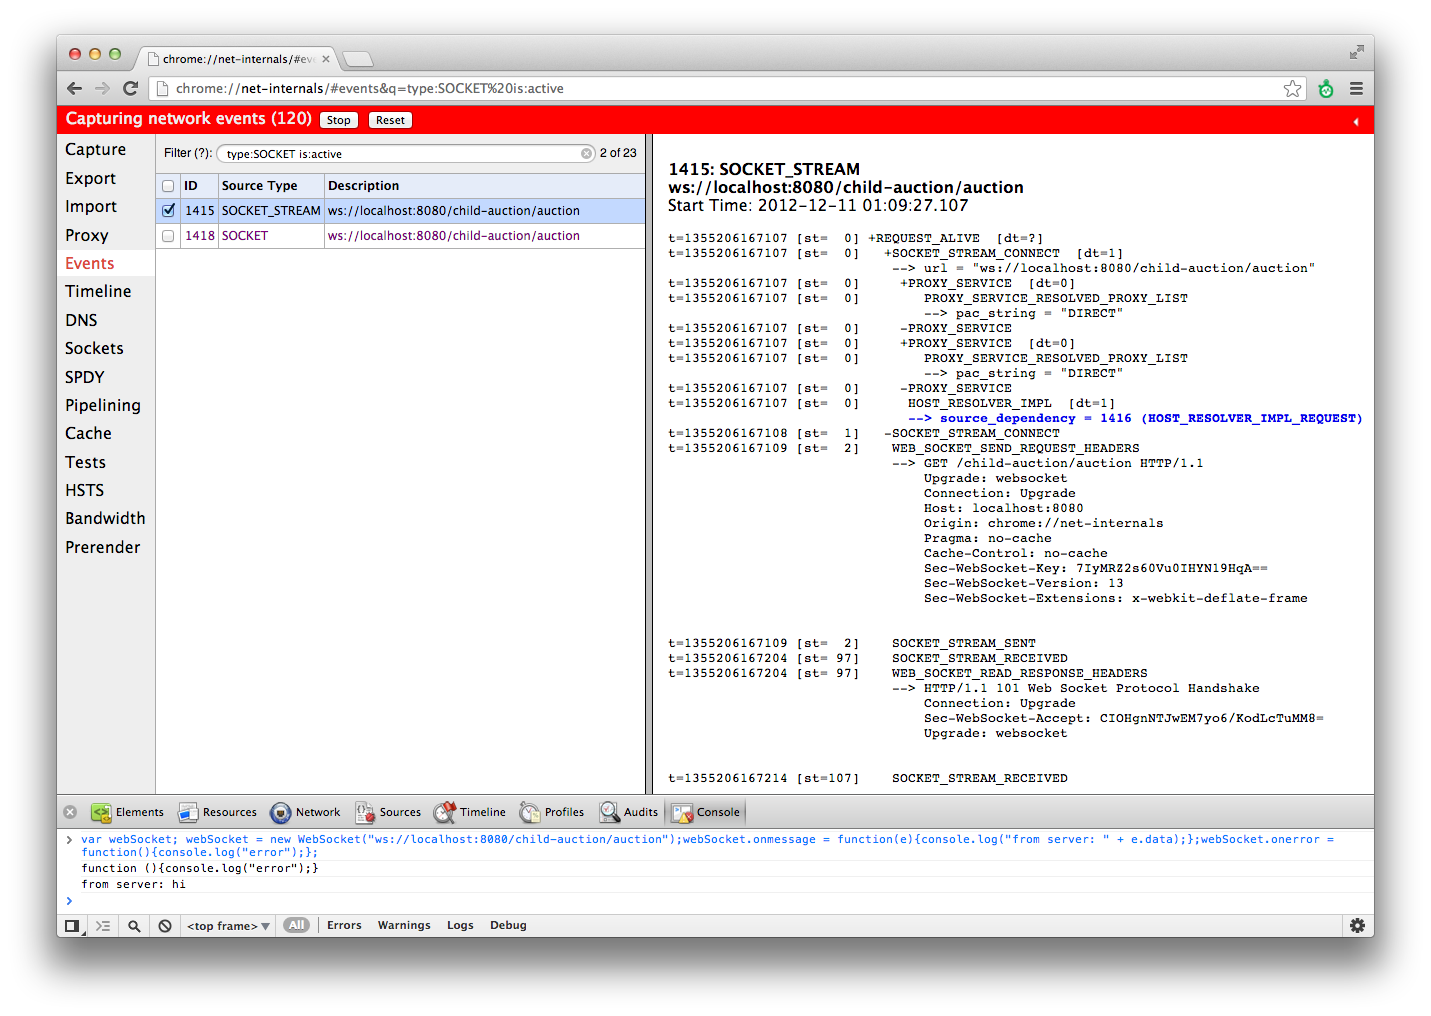 chrome://net-internals/#eve
chrome://net-internals/#events&q=type:SOCKET%20is:active
Capturing network events (120) Stop Reset
Capture
Export
Import
Proxy
Events
Timeline
DNS
Sockets
SPDY
Pipelining
Cache
Tests
HSTS
Bandwidth
Prerender
Filter (?): type:SOCKET is:active 2 of 23
ID Source Type Description
1415 SOCKET_STREAM ws://localhost:8080/child-auction/auction
1418 SOCKET ws://localhost:8080/child-auction/auction
1415: SOCKET_STREAM
ws://localhost:8080/child-auction/auction
Start Time: 2012-12-11 01:09:27.107
t=1355206167107 [st=  0] +REQUEST_ALIVE  [dt=?]
t=1355206167107 [st=  0]   +SOCKET_STREAM_CONNECT  [dt=1]
--> url = "ws://localhost:8080/child-auction/auction"
t=1355206167107 [st=  0]     +PROXY_SERVICE  [dt=0]
t=1355206167107 [st=  0]        PROXY_SERVICE_RESOLVED_PROXY_LIST
--> pac_string = "DIRECT"
t=1355206167107 [st=  0]     -PROXY_SERVICE
t=1355206167107 [st=  0]     +PROXY_SERVICE  [dt=0]
t=1355206167107 [st=  0]        PROXY_SERVICE_RESOLVED_PROXY_LIST
--> pac_string = "DIRECT"
t=1355206167107 [st=  0]     -PROXY_SERVICE
t=1355206167107 [st=  0]      HOST_RESOLVER_IMPL  [dt=1]
--> source_dependency = 1416 (HOST_RESOLVER_IMPL_REQUEST)
t=1355206167108 [st=  1]   -SOCKET_STREAM_CONNECT
t=1355206167109 [st=  2]    WEB_SOCKET_SEND_REQUEST_HEADERS
--> GET /child-auction/auction HTTP/1.1
Upgrade: websocket
Connection: Upgrade
Host: localhost:8080
Origin: chrome://net-internals
Pragma: no-cache
Cache-Control: no-cache
Sec-WebSocket-Key: 7IyMRZ2s60Vu0IHYN19HqA==
Sec-WebSocket-Version: 13
Sec-WebSocket-Extensions: x-webkit-deflate-frame
t=1355206167109 [st=  2]    SOCKET_STREAM_SENT
t=1355206167204 [st= 97]    SOCKET_STREAM_RECEIVED
t=1355206167204 [st= 97]    WEB_SOCKET_READ_RESPONSE_HEADERS
--> HTTP/1.1 101 Web Socket Protocol Handshake
Connection: Upgrade
Sec-WebSocket-Accept: CIOHgnNTJwEM7yo6/KodLcTuMM8=
Upgrade: websocket
t=1355206167214 [st=107]    SOCKET_STREAM_RECEIVED
Elements Resources Network Sources Timeline Profiles Audits Console
var webSocket; webSocket = new WebSocket("ws://localhost:8080/child-auction/auction");webSocket.onmessage = function(e){console.log("from server: " + e.data);};webSocket.onerror =
function(){console.log("error");};
function (){console.log("error");}
from server: hi
<top frame> All Errors Warnings Logs Debug